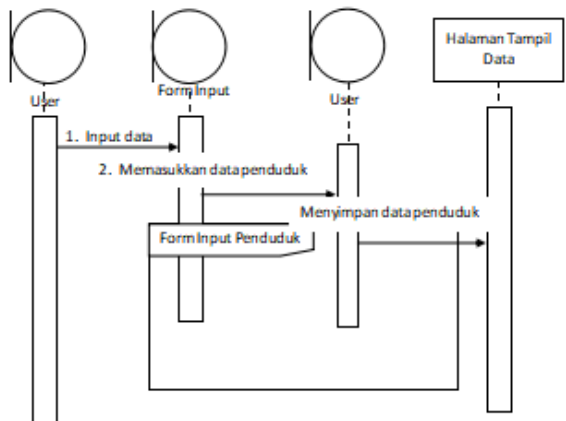 Halaman Tampil
Data
User
Form Input
User
1. Input data
2. Memasukkan data penduduk
Menyimpan data penduduk
Form Input Penduduk